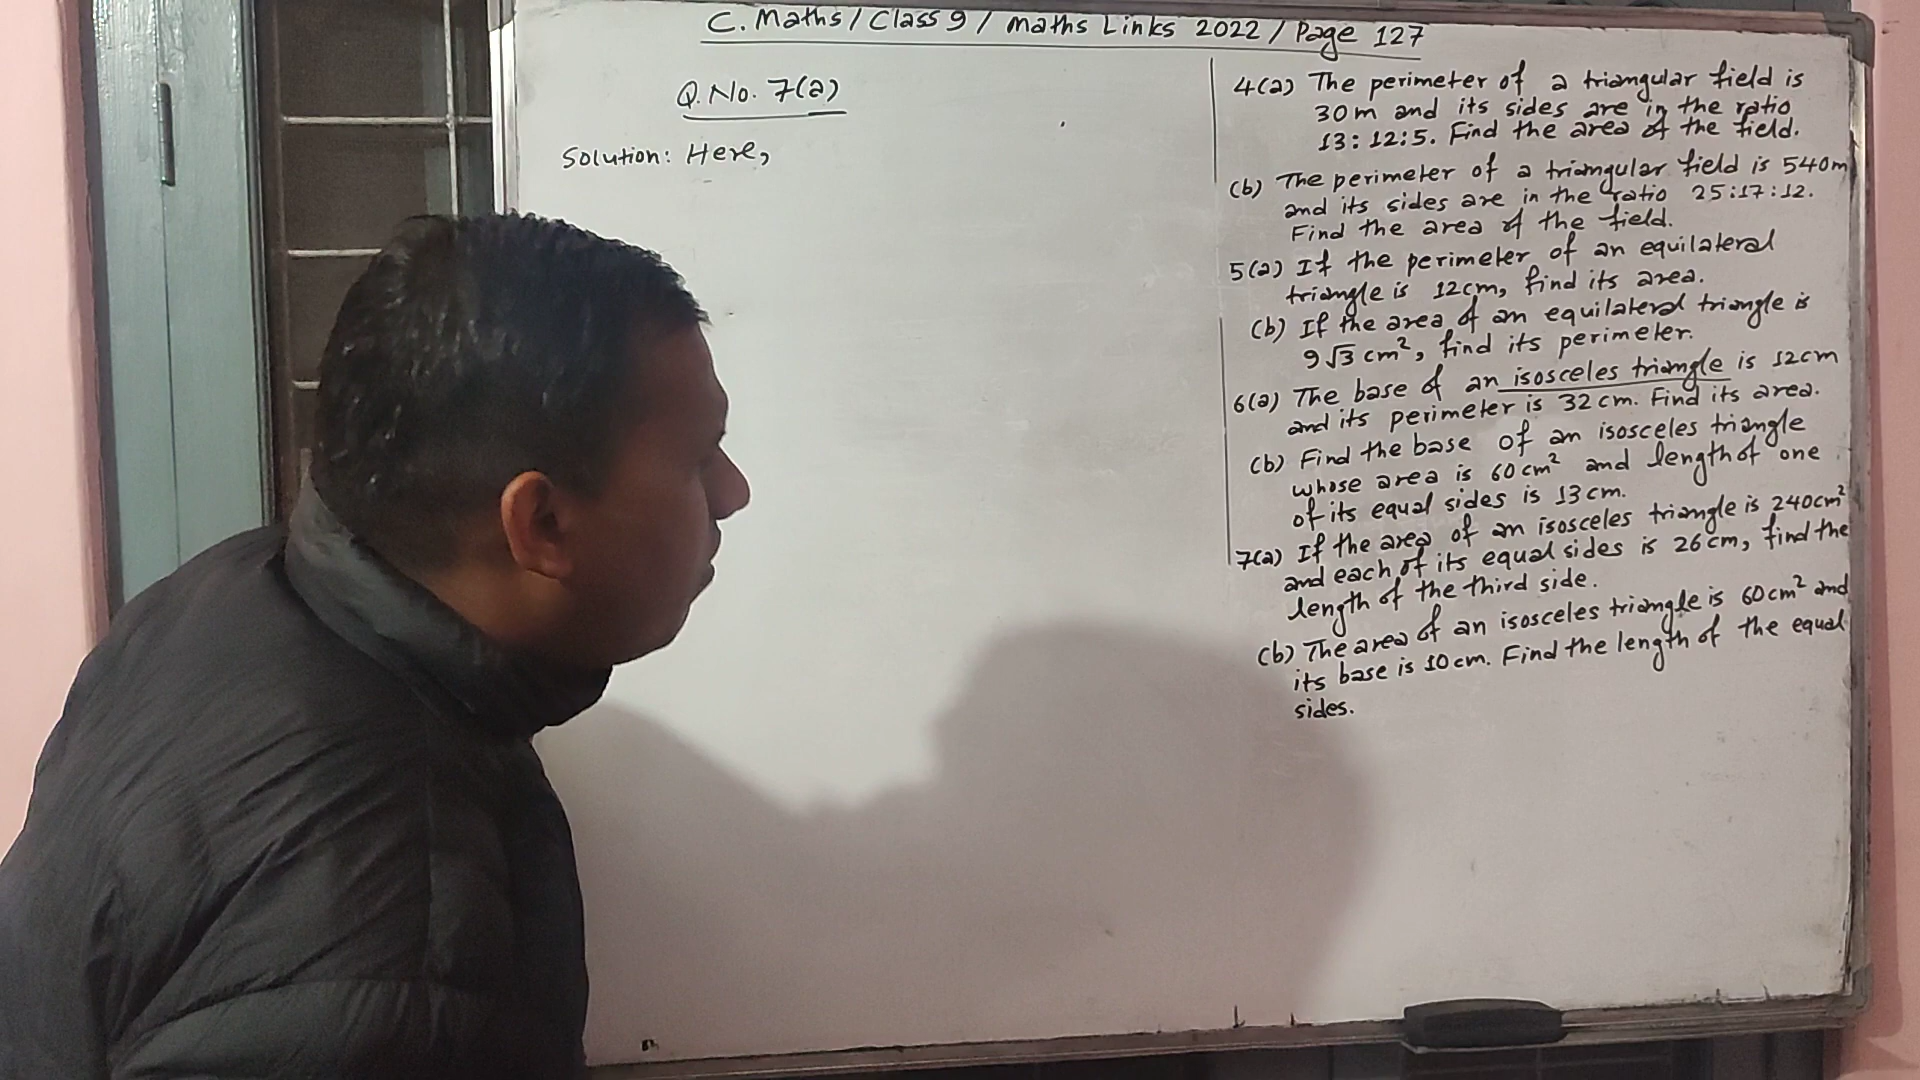 C. Maths / Class 9 / Maths Links 2022 / Page 127
Q. No. 7(a)
Solution: Here,
4(a) The perimeter of a triangular field is
30m and its sides are in the ratio
13:12:5. Find the area of the field.
(b) The perimeter of a triangular field is 540m
and its sides are in the ratio 25:17:12.
Find the area of the field.
5(a) If the perimeter of an equilateral
triangle is 12cm, find its area.
(b) If the area of an equilateral triangle is
9√3 cm², find its perimeter.
6(a) The base of an isosceles triangle is 12cm
and its perimeter is 32cm. Find its area.
(b) Find the base of an isosceles triangle
whose area is 60cm² and length of one
of its equal sides is 13cm.
7(a) If the area of an isosceles triangle is 240cm²
and each of its equal sides is 26cm, find the
length of the third side.
(b) The area of an isosceles triangle is 60cm² and
its base is 10cm. Find the length of the equal
sides.